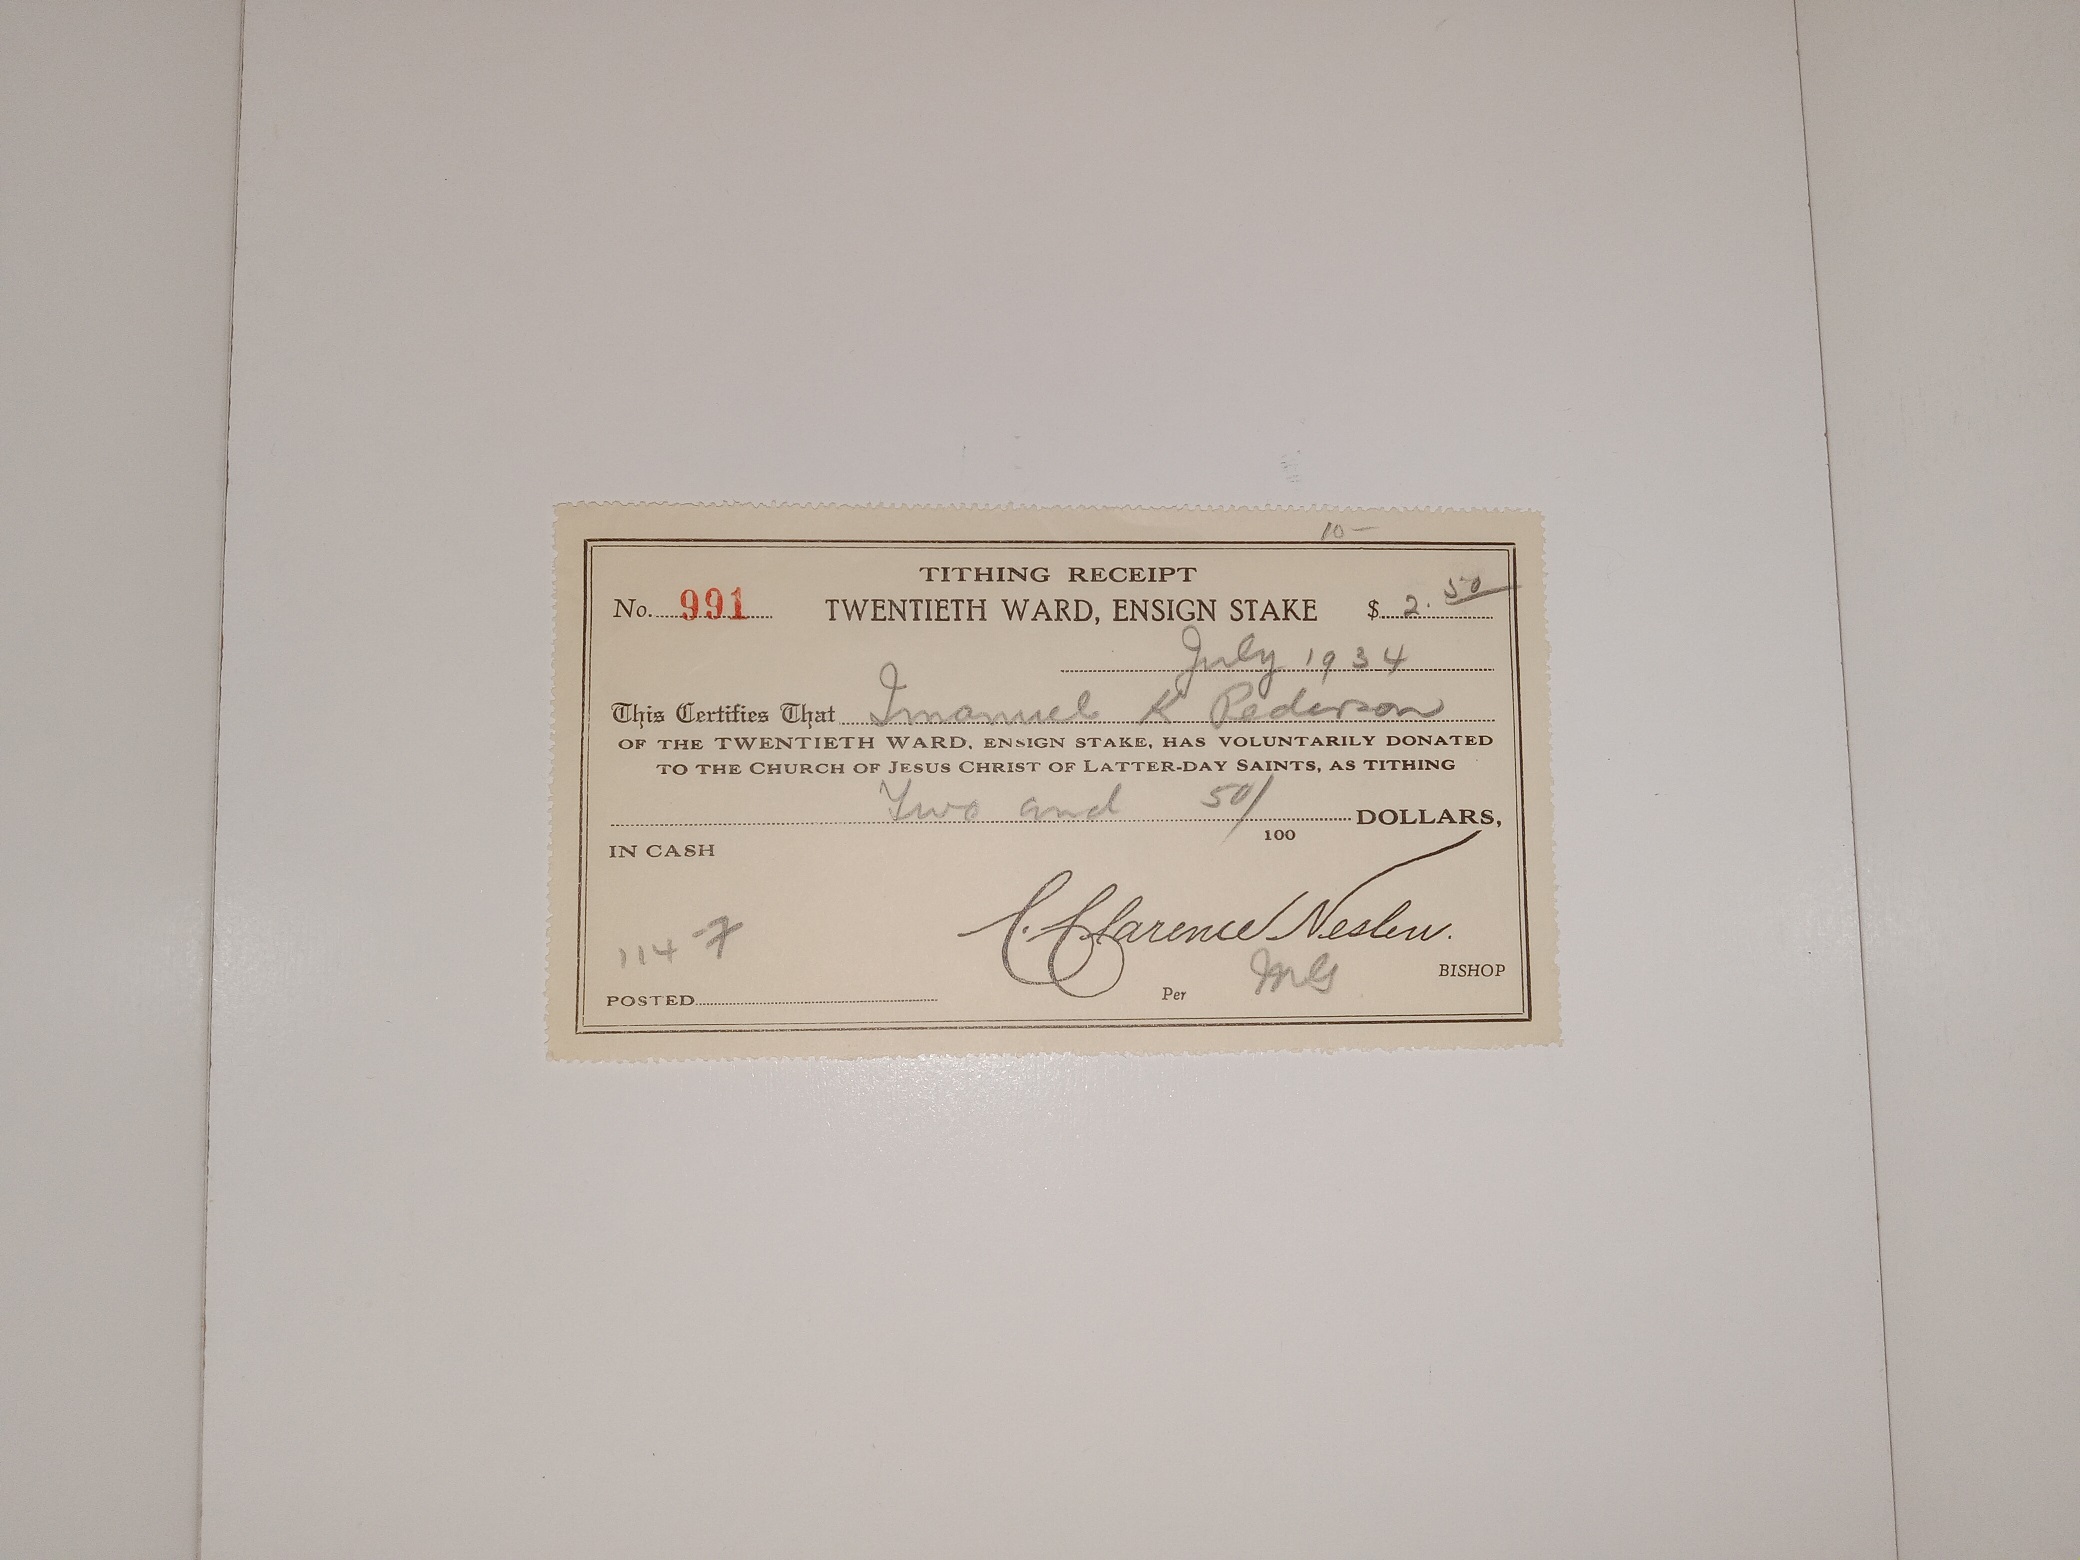 10-
TITHING RECEIPT
No. 991 TWENTIETH WARD, ENSIGN STAKE $ 2.50
July 1934
This Certifies That Imanuel K Pederson
OF THE TWENTIETH WARD, ENSIGN STAKE, HAS VOLUNTARILY DONATED
TO THE CHURCH OF JESUS CHRIST OF LATTER-DAY SAINTS, AS TITHING
Two and 50/100 DOLLARS,
IN CASH
C. Clarence Neslen.
114-7
BISHOP
POSTED Per